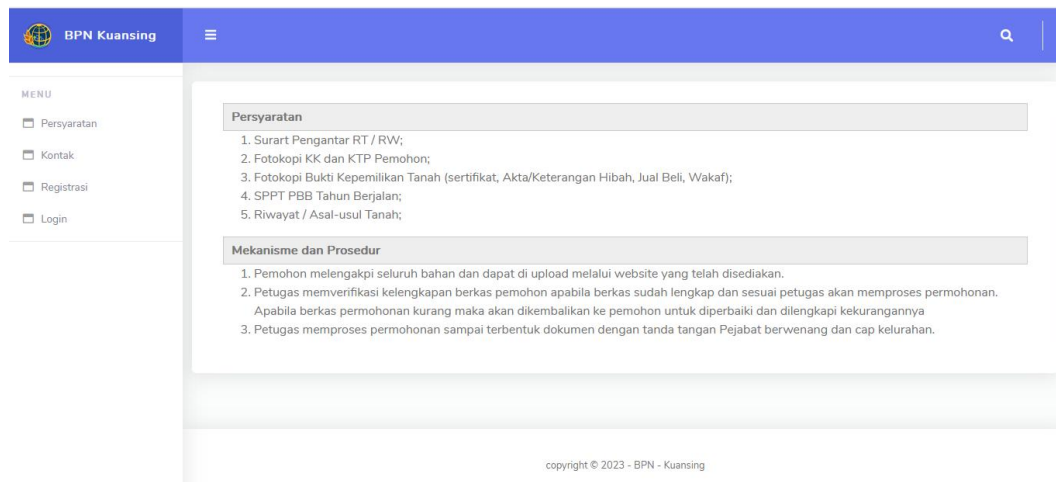 BPN Kuansing
MENU
Persyaratan
Kontak
Registrasi
Login
Persyaratan
1. Surart Pengantar RT / RW;
2. Fotokopi KK dan KTP Pemohon;
3. Fotokopi Bukti Kepemilikan Tanah (sertifikat, Akta/Keterangan Hibah, Jual Beli, Wakaf);
4. SPPT PBB Tahun Berjalan;
5. Riwayat / Asal-usul Tanah;
Mekanisme dan Prosedur
1. Pemohon melengakpi seluruh bahan dan dapat di upload melalui website yang telah disediakan.
2. Petugas memverifikasi kelengkapan berkas pemohon apabila berkas sudah lengkap dan sesuai petugas akan memproses permohonan.
Apabila berkas permohonan kurang maka akan dikembalikan ke pemohon untuk diperbaiki dan dilengkapi kekurangannya
3. Petugas memproses permohonan sampai terbentuk dokumen dengan tanda tangan Pejabat berwenang dan cap kelurahan.
copyright © 2023 - BPN - Kuansing